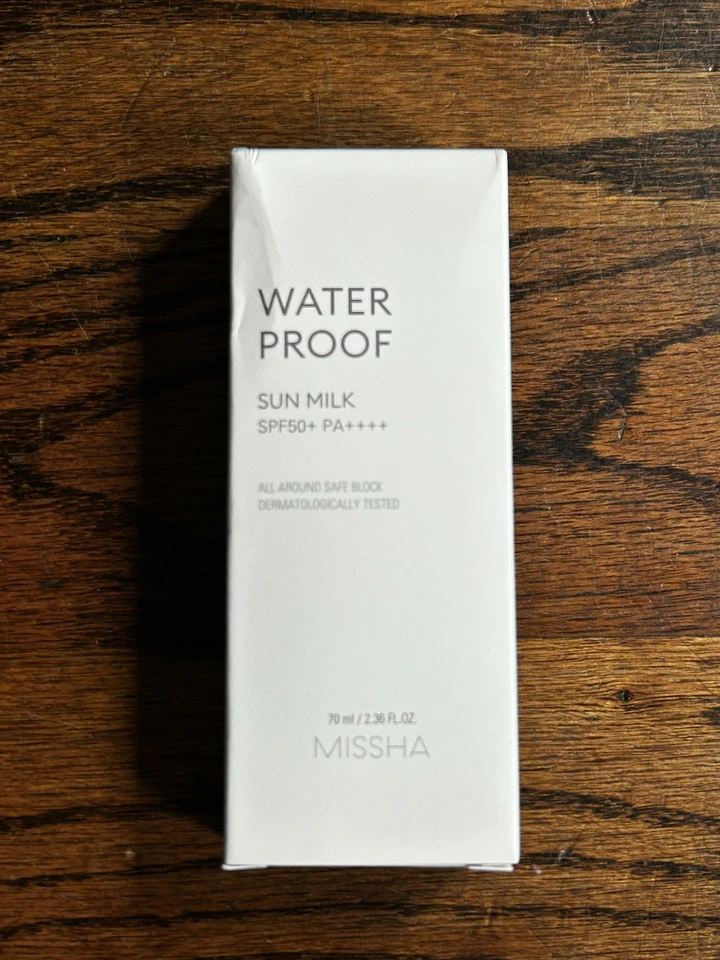 WATER
PROOF
SUN MILK
SPF50+ PA++++
ALL AROUND SAFE BLOCK
DERMATOLOGICALLY TESTED
70 ml / 2.36 FL.OZ.
MISSHA